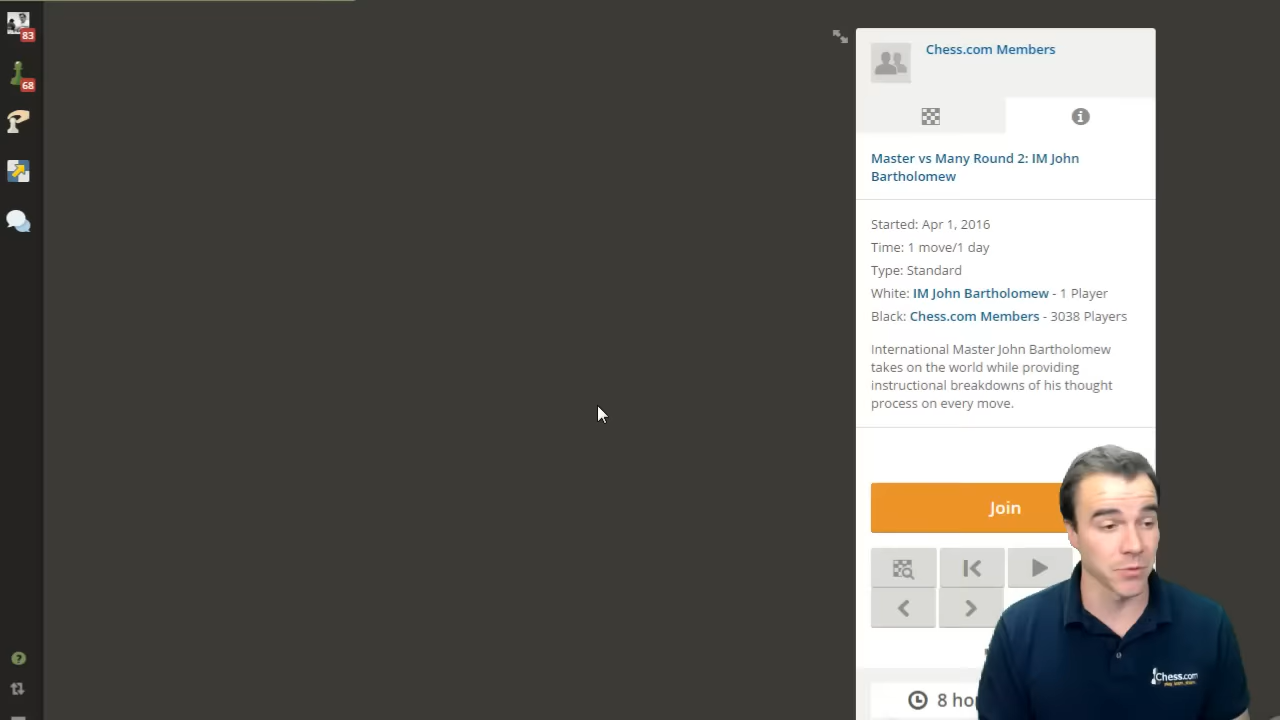 83
68
Chess.com Members
Master vs Many Round 2: IM John
Bartholomew
Started: Apr 1, 2016
Time: 1 move/1 day
Type: Standard
White: IM John Bartholomew - 1 Player
Black: Chess.com Members - 3038 Players
International Master John Bartholomew
takes on the world while providing
instructional breakdowns of his thought
process on every move.
Join
8 ho
Chess.com